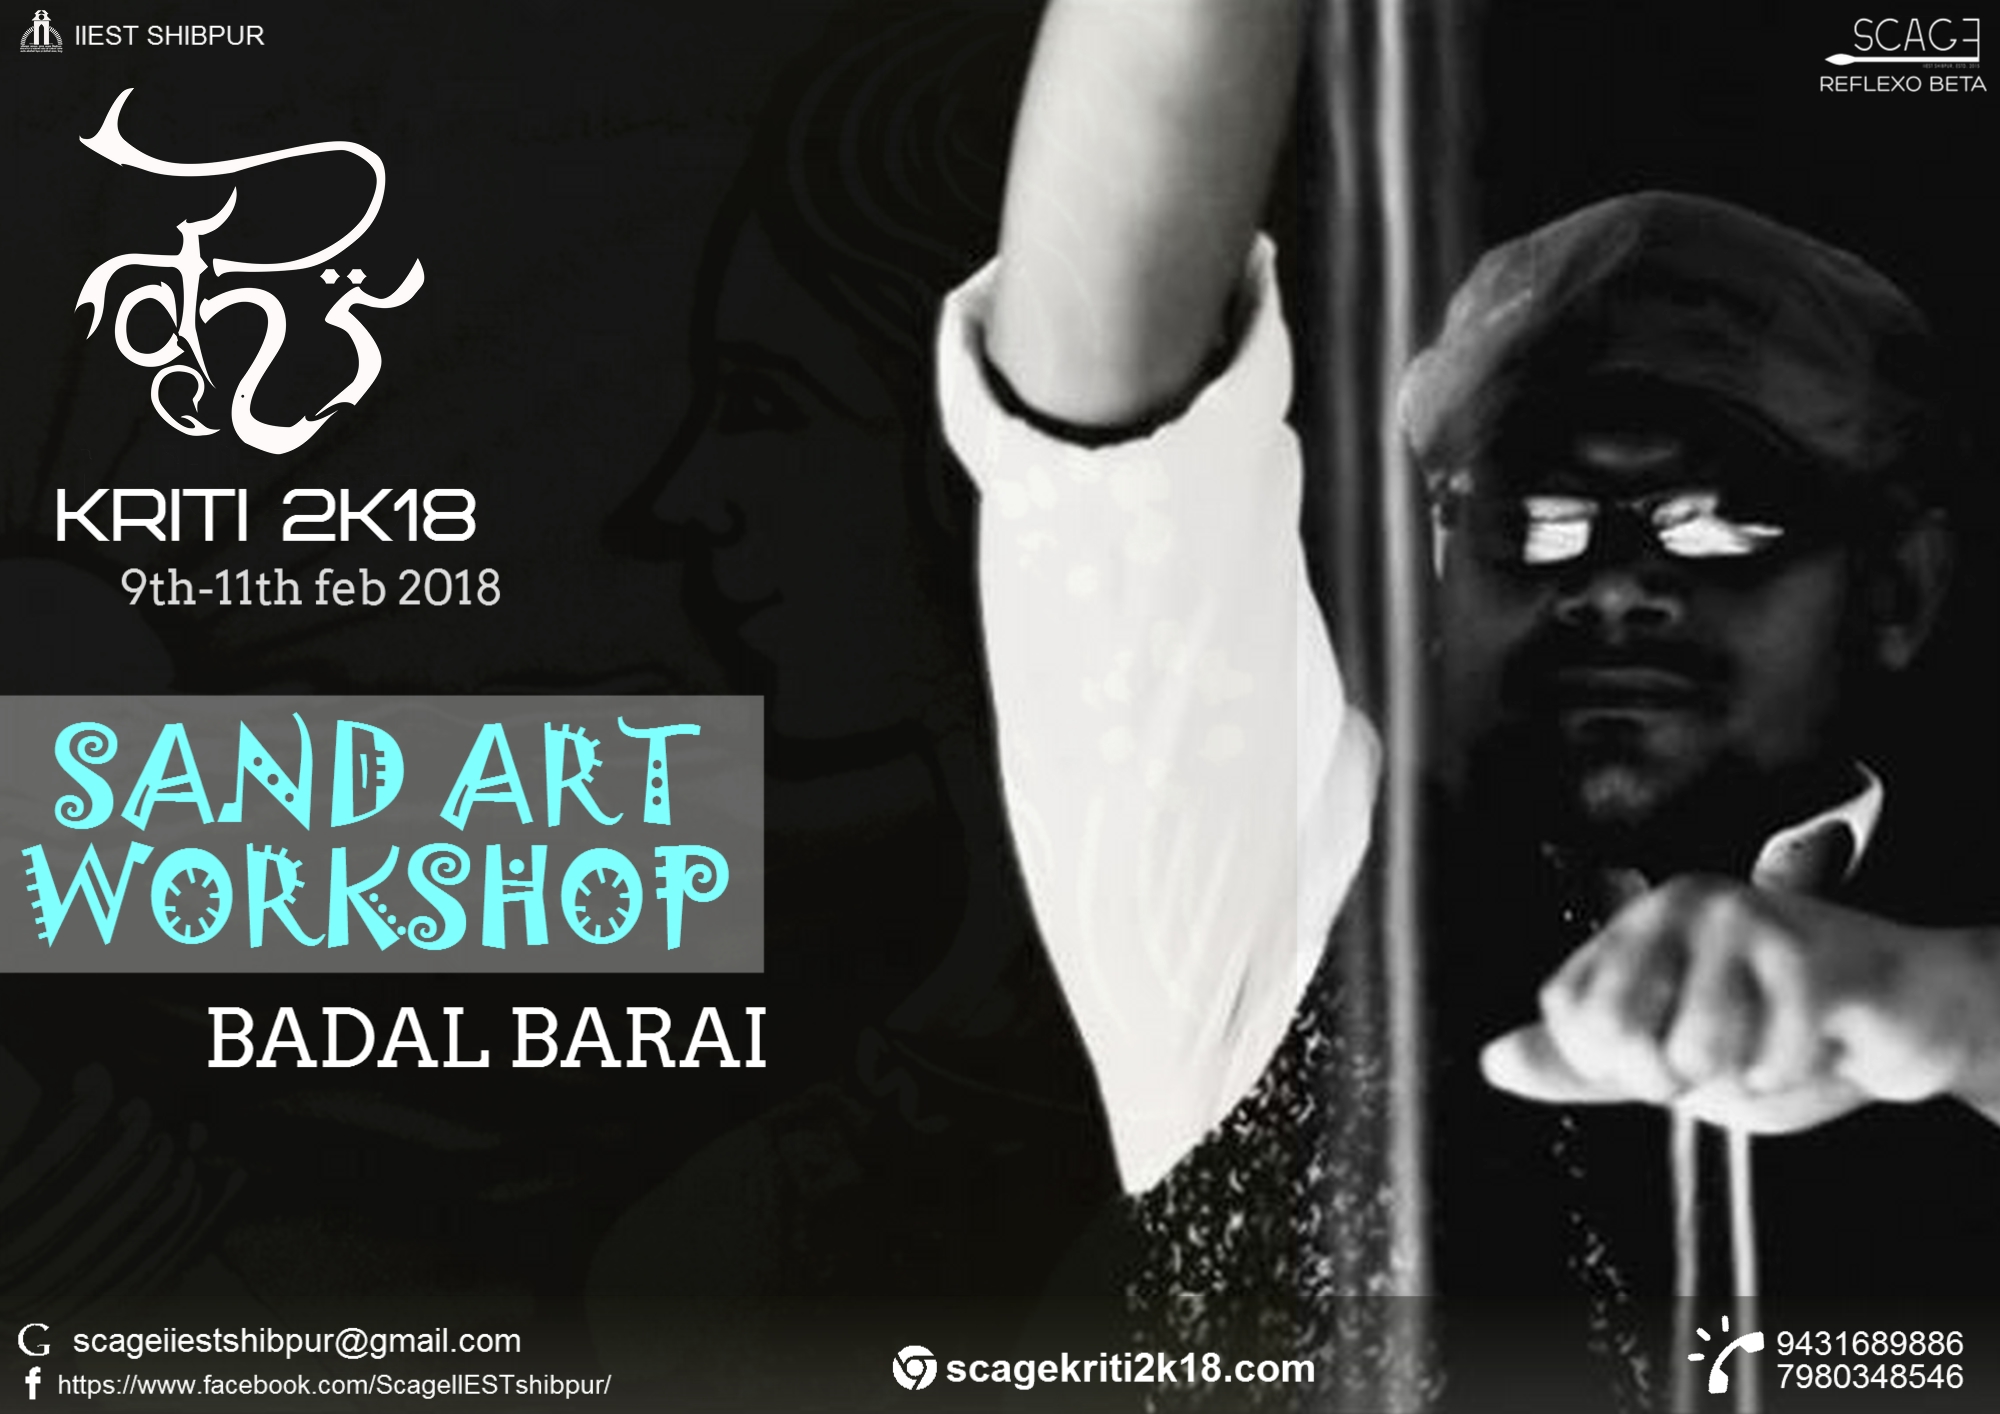 IIEST SHIBPUR
SCAGE
REFLEXO BETA
KRITI 2K18
9th-11th feb 2018
SAND ART
WORKSHOP
BADAL BARAI
scageiiestshibpur@gmail.com
https://www.facebook.com/ScageIIESTshibpur/
scagekriti2k18.com
9431689886
7980348546